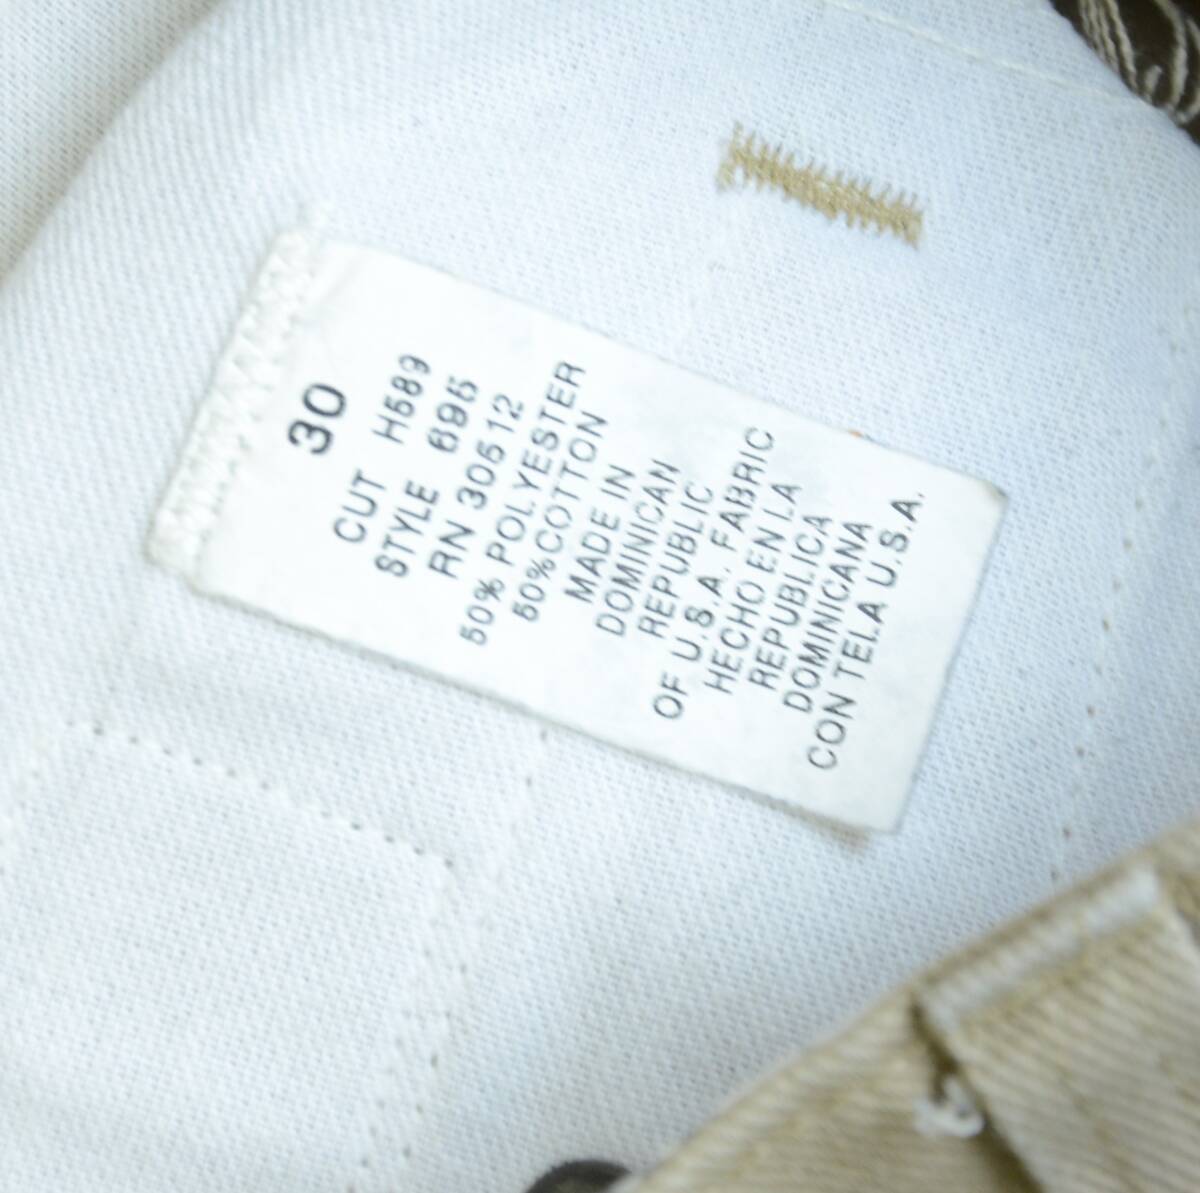 30
CUT H589
STYLE 695
RN 30512
50% POLYESTER
50% COTTON
MADE IN
DOMINICAN
REPUBLIC
OF U.S.A. FABRIC
HECHO EN LA
REPUBLICA
DOMINICANA
CON TELA U.S.A.